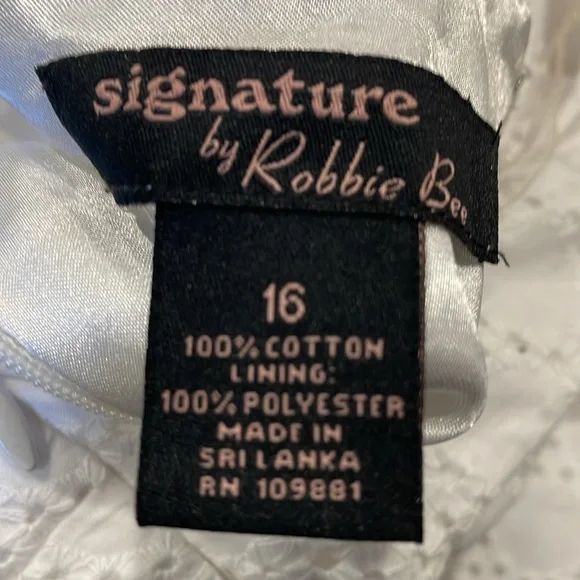 signature
by Robbie Bee
16
100% COTTON
LINING:
100% POLYESTER
MADE IN
SRI LANKA
RN 109881